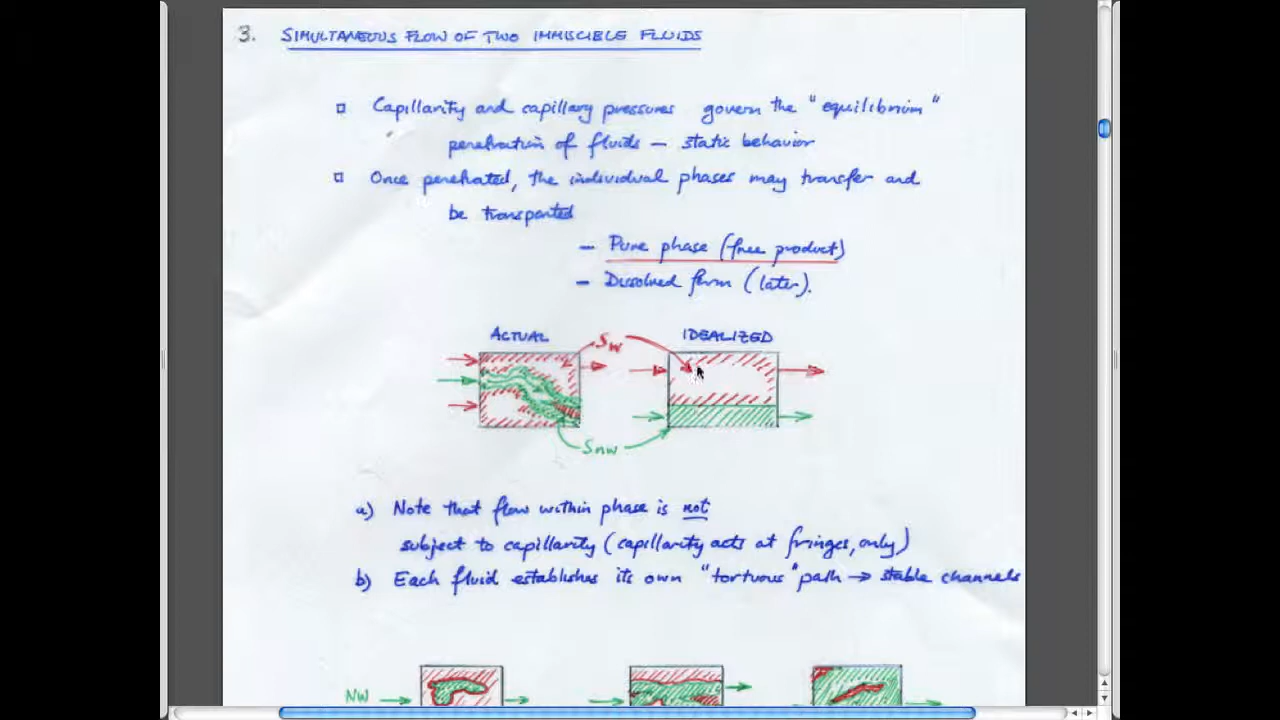 3. SIMULTANEOUS FLOW OF TWO IMMISCIBLE FLUIDS
Capillarity and capillary pressures govern the "equilibrium"
penetration of fluids — static behavior
Once penetrated, the individual phases may transfer and
be transported
— Pure phase (free product)
— Dissolved form (later).
ACTUAL Sw IDEALIZED
Snw
a) Note that flow within phase is not
subject to capillarity (capillarity acts at fringes, only)
b) Each fluid establishes its own "tortuous" path → stable channels
NW